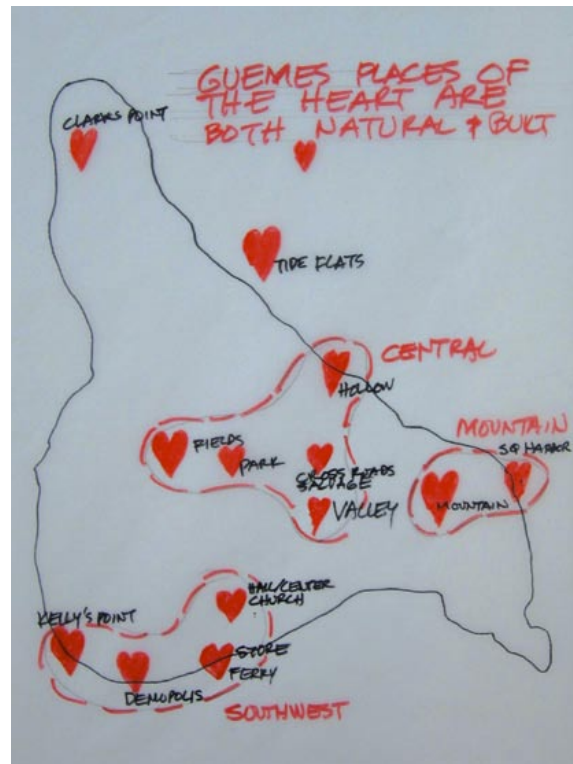 GUEMES PLACES OF
THE HEART ARE
BOTH NATURAL & BUILT
CLARKS POINT
TIDE FLATS
CENTRAL
HOLLOW
MOUNTAIN
SQ HARBOR
FIELDS
PARK
CROSS ROADS
SALVAGE
MOUNTAIN
VALLEY
HALL/CENTER
CHURCH
KELLY'S POINT
STORE
FERRY
DEMOPOLIS
SOUTHWEST